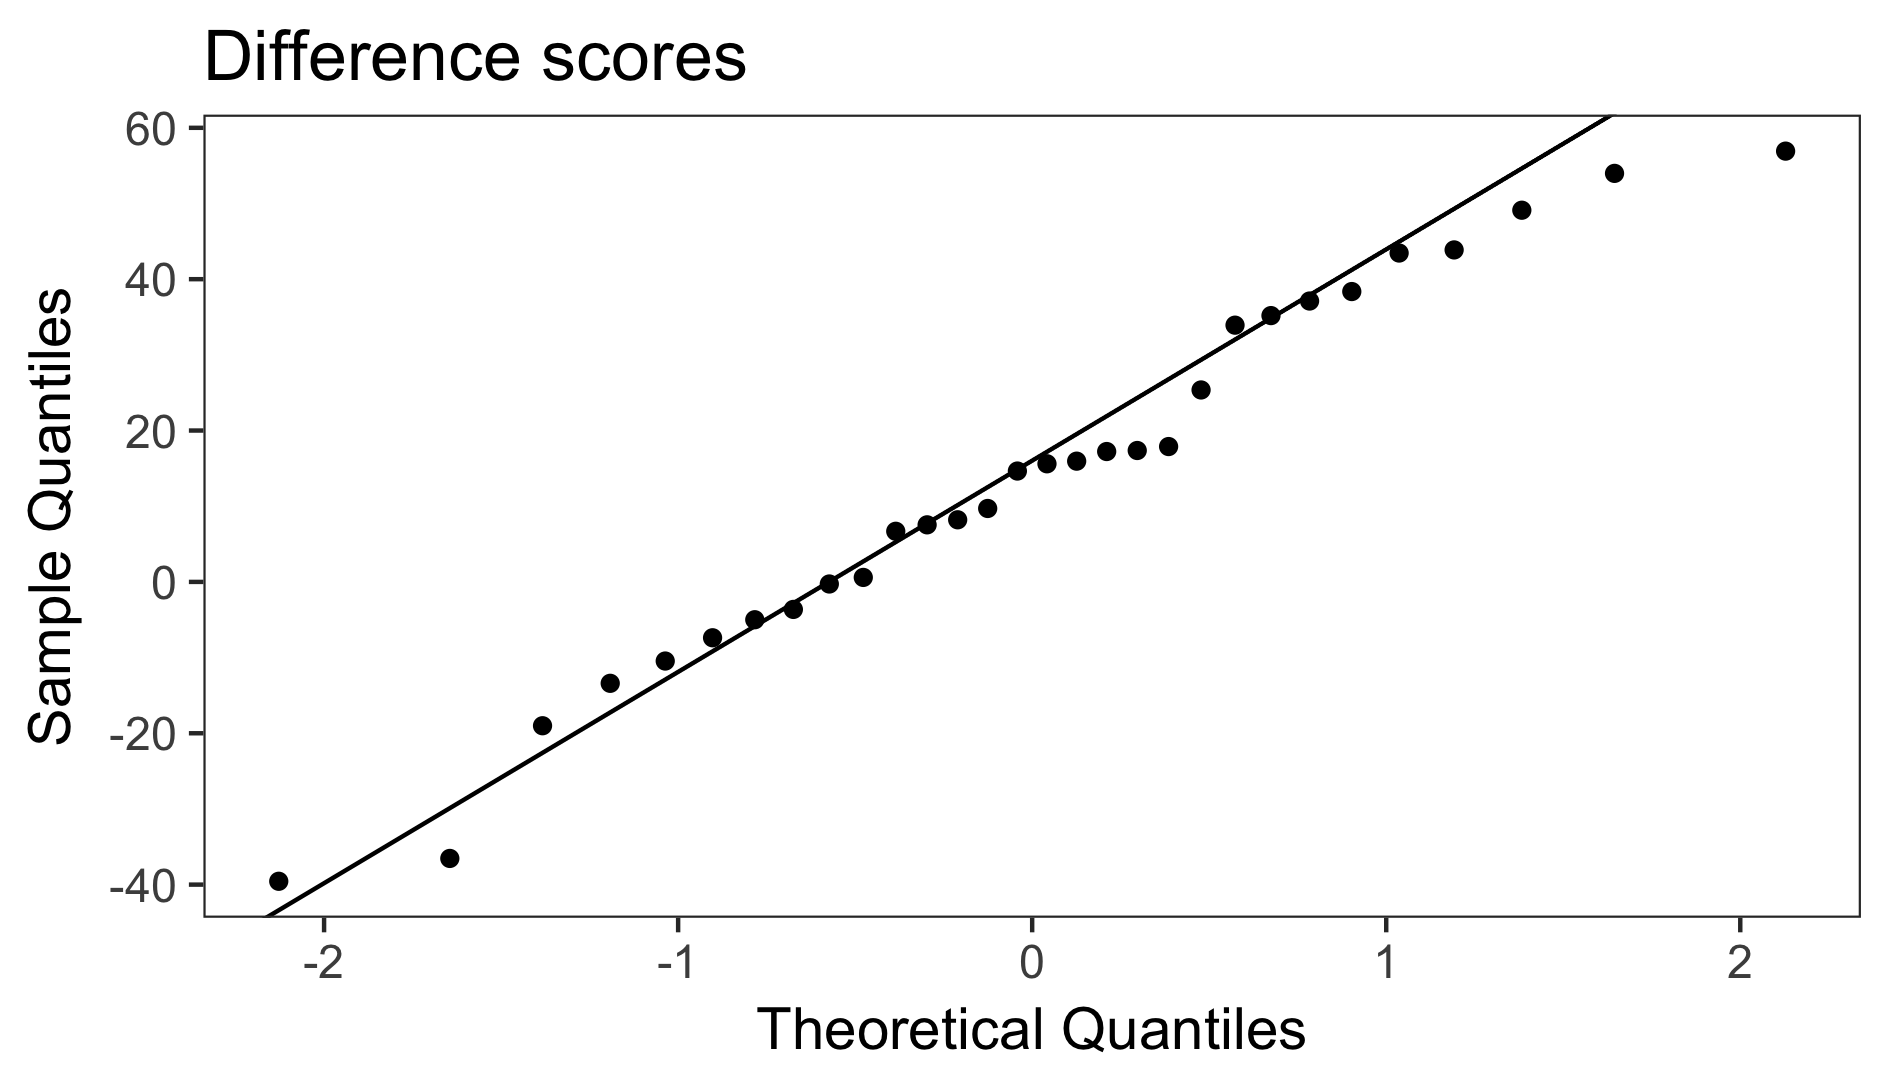 Difference scores
60
40
20
0
-20
-40
Sample Quantiles
-2 -1 0 1 2
Theoretical Quantiles